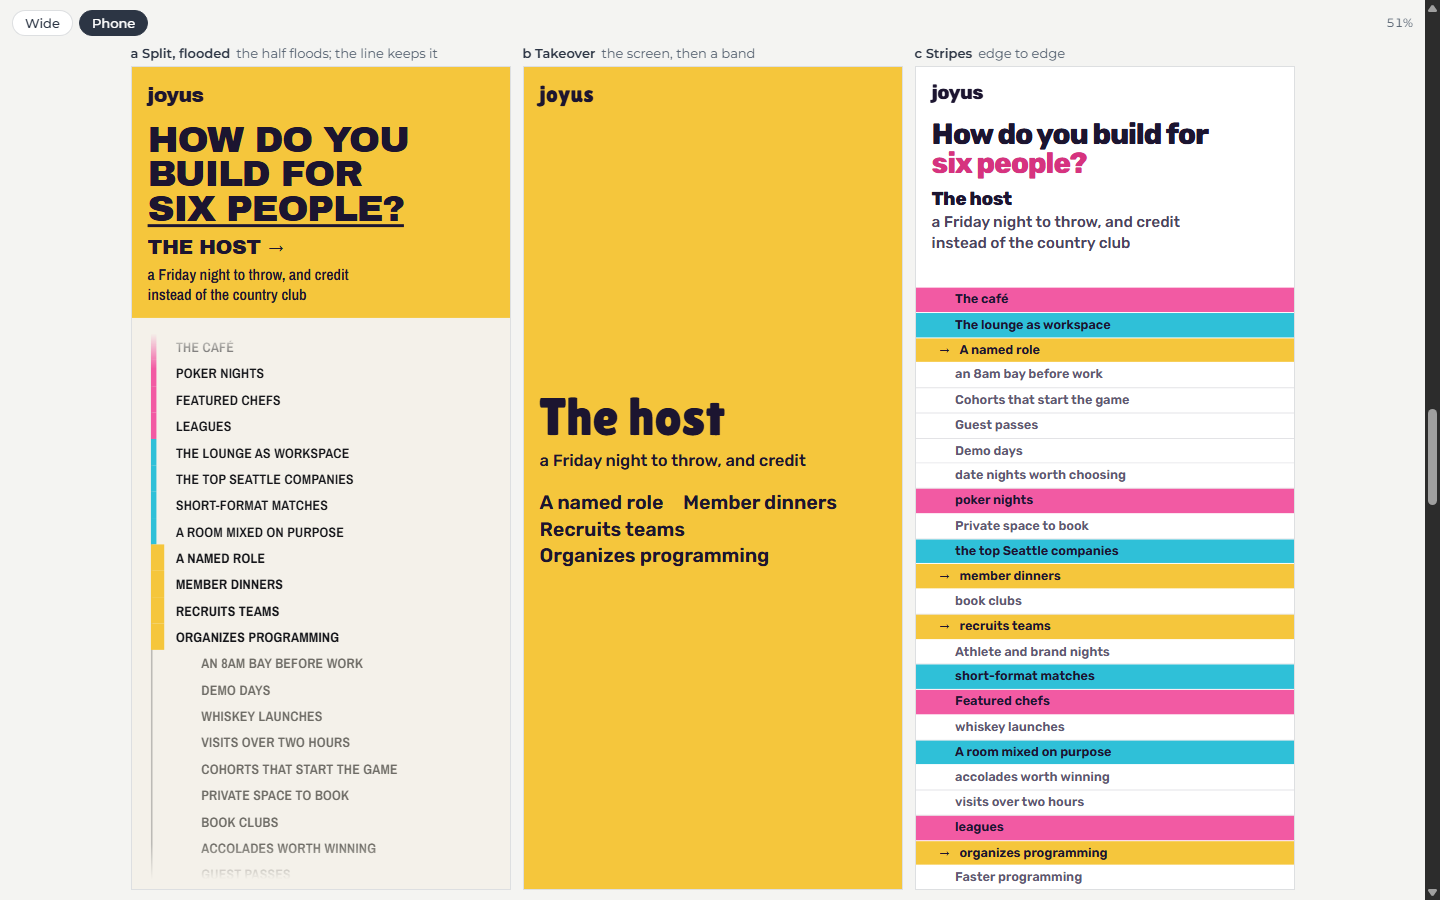 Wide
Phone
51%
a Split, flooded the half floods; the line keeps it
joyus
HOW DO YOU
BUILD FOR
SIX PEOPLE?
THE HOST →
a Friday night to throw, and credit
instead of the country club
THE CAFÉ
POKER NIGHTS
FEATURED CHEFS
LEAGUES
THE LOUNGE AS WORKSPACE
THE TOP SEATTLE COMPANIES
SHORT-FORMAT MATCHES
A ROOM MIXED ON PURPOSE
A NAMED ROLE
MEMBER DINNERS
RECRUITS TEAMS
ORGANIZES PROGRAMMING
AN 8AM BAY BEFORE WORK
DEMO DAYS
WHISKEY LAUNCHES
VISITS OVER TWO HOURS
COHORTS THAT START THE GAME
PRIVATE SPACE TO BOOK
BOOK CLUBS
ACCOLADES WORTH WINNING
GUEST PASSES
b Takeover the screen, then a band
joyus
The host
a Friday night to throw, and credit
A named role Member dinners
Recruits teams
Organizes programming
c Stripes edge to edge
joyus
How do you build for
six people?
The host
a Friday night to throw, and credit
instead of the country club
The café
The lounge as workspace
→ A named role
an 8am bay before work
Cohorts that start the game
Guest passes
Demo days
date nights worth choosing
poker nights
Private space to book
the top Seattle companies
→ member dinners
book clubs
→ recruits teams
Athlete and brand nights
short-format matches
Featured chefs
whiskey launches
A room mixed on purpose
accolades worth winning
visits over two hours
leagues
→ organizes programming
Faster programming